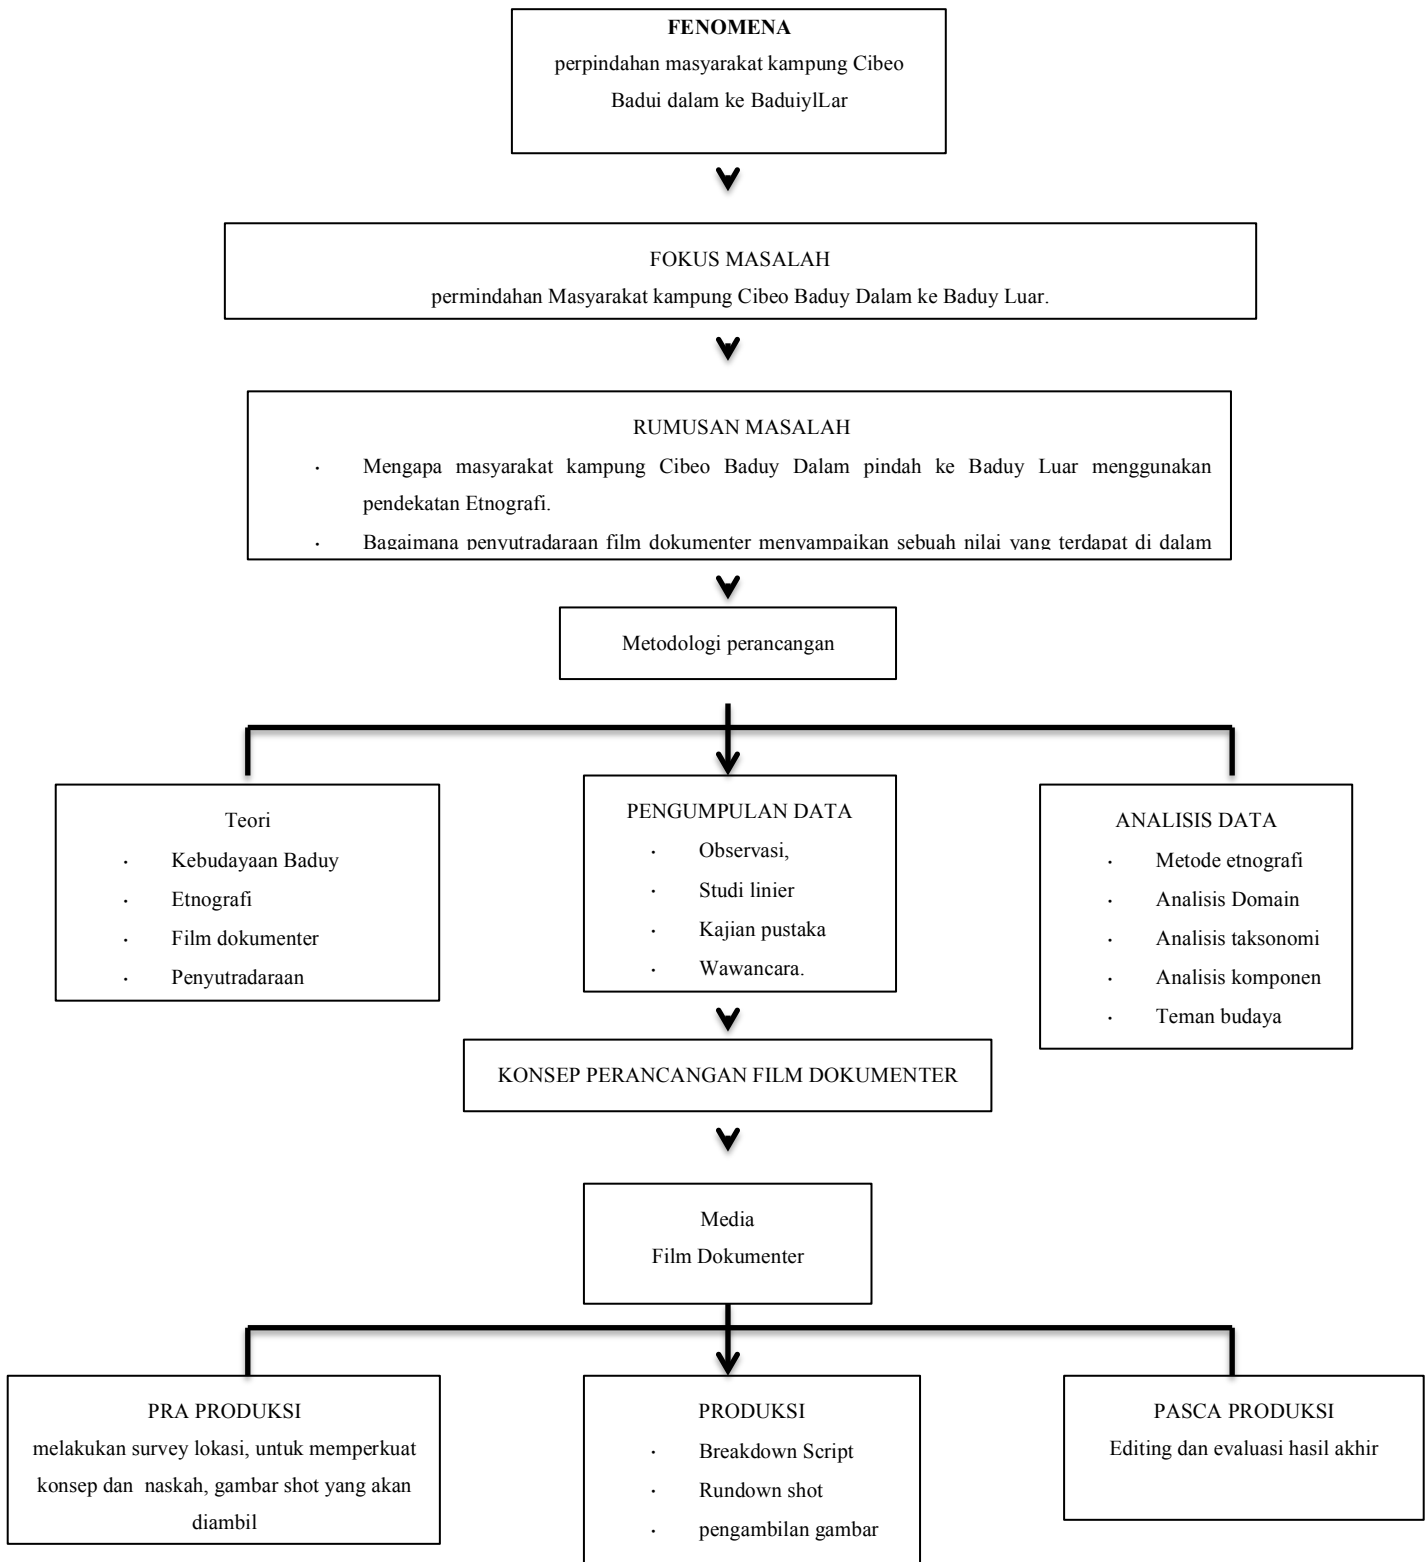 FENOMENA
perpindahan masyarakat kampung Cibeo
Badui dalam ke BaduiylLar
FOKUS MASALAH
permindahan Masyarakat kampung Cibeo Baduy Dalam ke Baduy Luar.
RUMUSAN MASALAH
· Mengapa masyarakat kampung Cibeo Baduy Dalam pindah ke Baduy Luar menggunakan
pendekatan Etnografi.
· Bagaimana penyutradaraan film dokumenter menyampaikan sebuah nilai yang terdapat di dalam
Metodologi perancangan
Teori
· Kebudayaan Baduy
· Etnografi
· Film dokumenter
· Penyutradaraan
PENGUMPULAN DATA
· Observasi,
· Studi linier
· Kajian pustaka
· Wawancara.
ANALISIS DATA
· Metode etnografi
· Analisis Domain
· Analisis taksonomi
· Analisis komponen
· Teman budaya
KONSEP PERANCANGAN FILM DOKUMENTER
Media
Film Dokumenter
PRA PRODUKSI
melakukan survey lokasi, untuk memperkuat
konsep dan naskah, gambar shot yang akan
diambil
PRODUKSI
· Breakdown Script
· Rundown shot
· pengambilan gambar
PASCA PRODUKSI
Editing dan evaluasi hasil akhir